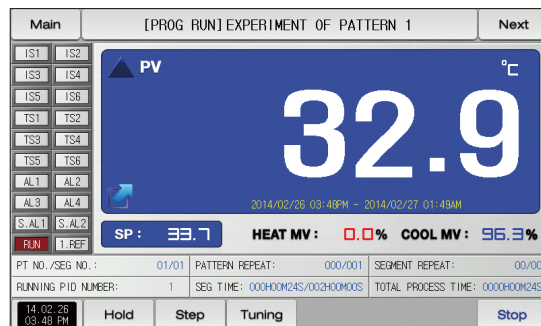 Main [PROG RUN]EXPERIMENT OF PATTERN 1 Next
IS1 IS2
IS3 IS4
IS5 IS6
TS1 TS2
TS3 TS4
TS5 TS6
AL1 AL2
AL3 AL4
S.AL1 S.AL2
RUN 1.REF
PV °C
32.9
2014/02/26 03:48PM - 2014/02/27 01:49AM
SP : 33.7 HEAT MV : 0.0% COOL MV : 96.3%
PT NO./SEG NO.: 01/01 PATTERN REPEAT: 000/001 SEGMENT REPEAT: 00/00
RUNNING PID NUMBER: 1 SEG TIME: 000H00M24S/002H00M00S TOTAL PROCESS TIME: 0000H00M24S
14.02.26
03:48 PM
Hold Step Tuning Stop